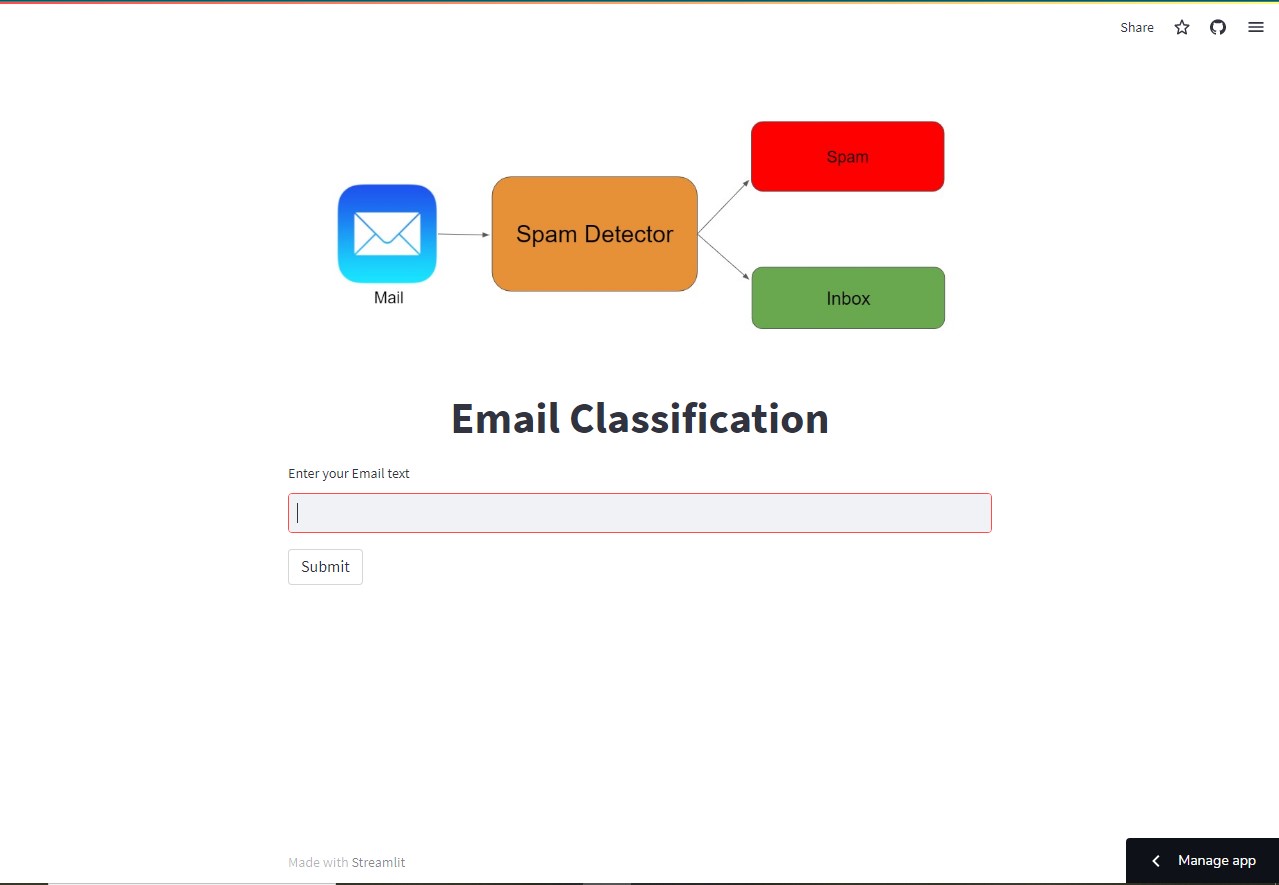 Share
Spam
Spam Detector
Mail
Inbox
Email Classification
Enter your Email text
Submit
Made with Streamlit
Manage app